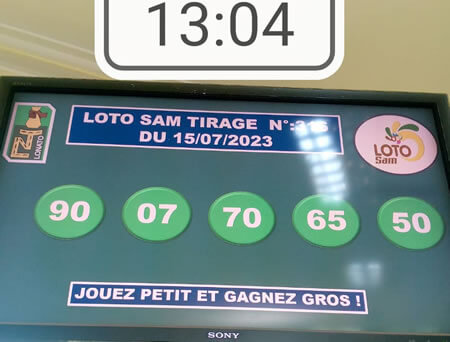 13:04
LOTO SAM TIRAGE N°:
DU 15/07/2023
LONATO
LOTO
Sam
90 07 70 65 50
JOUEZ PETIT ET GAGNEZ GROS !
SONY